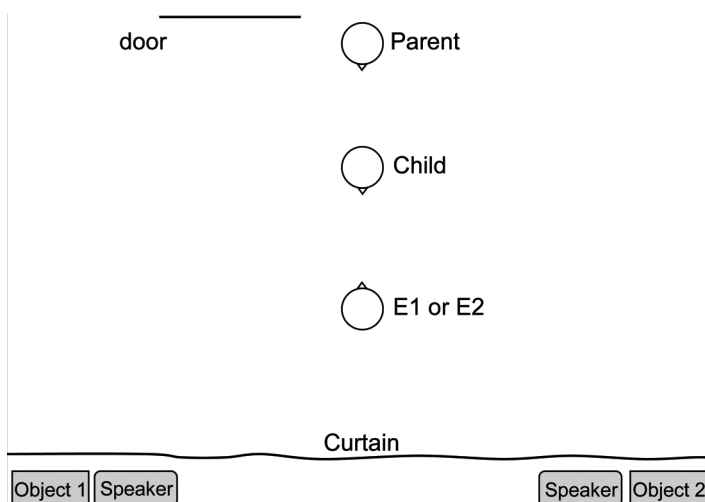 door
Parent
Child
E1 or E2
Curtain
Object 1
Speaker
Speaker
Object 2